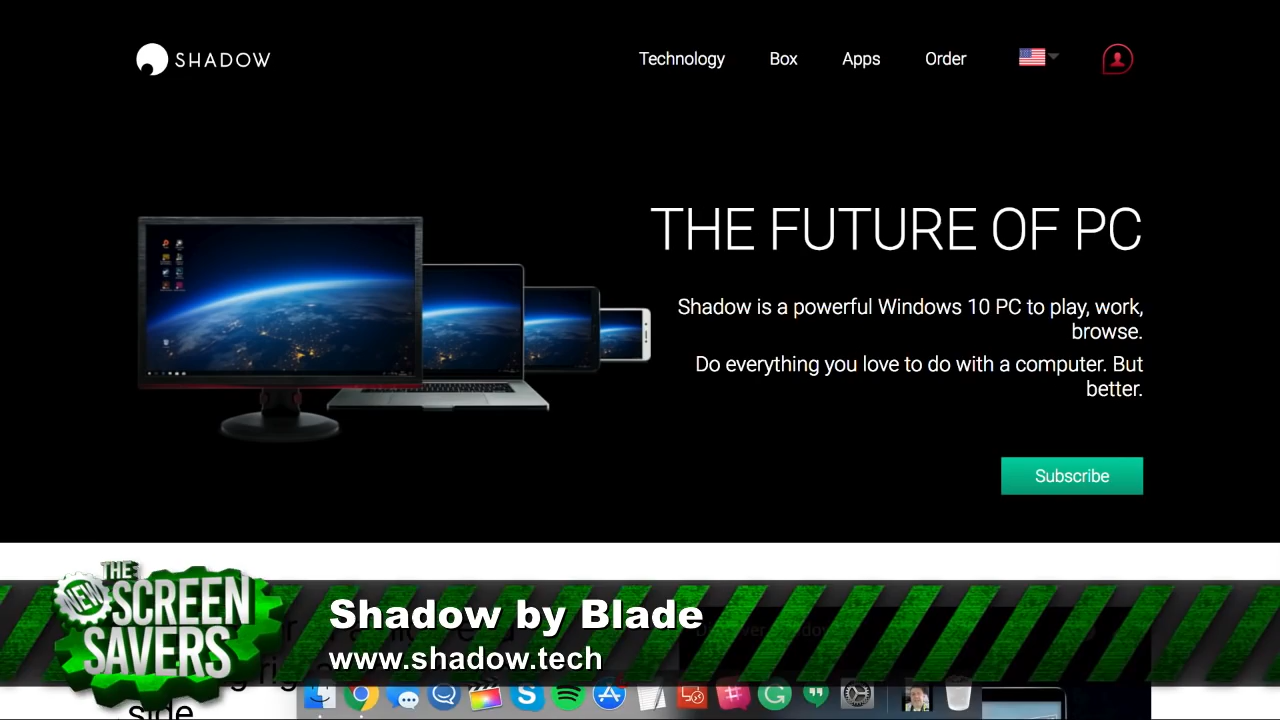 SHADOW
Technology
Box
Apps
Order
THE FUTURE OF PC
Shadow is a powerful Windows 10 PC to play, work,
browse.
Do everything you love to do with a computer. But
better.
Subscribe
THE
NEW
SCREEN
SAVERS
Shadow by Blade
www.shadow.tech
side